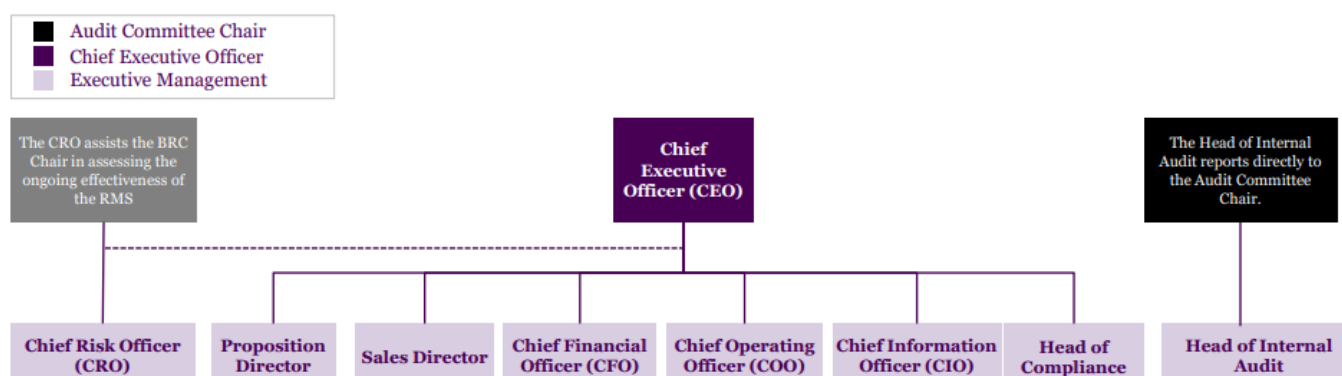 Audit Committee Chair
Chief Executive Officer
Executive Management
The CRO assists the BRC
Chair in assessing the
ongoing effectiveness of
the RMS
Chief
Executive
Officer (CEO)
The Head of Internal
Audit reports directly to
the Audit Committee
Chair.
Chief Risk Officer
(CRO)
Proposition
Director
Sales Director
Chief Financial
Officer (CFO)
Chief Operating
Officer (COO)
Chief Information
Officer (CIO)
Head of
Compliance
Head of Internal
Audit